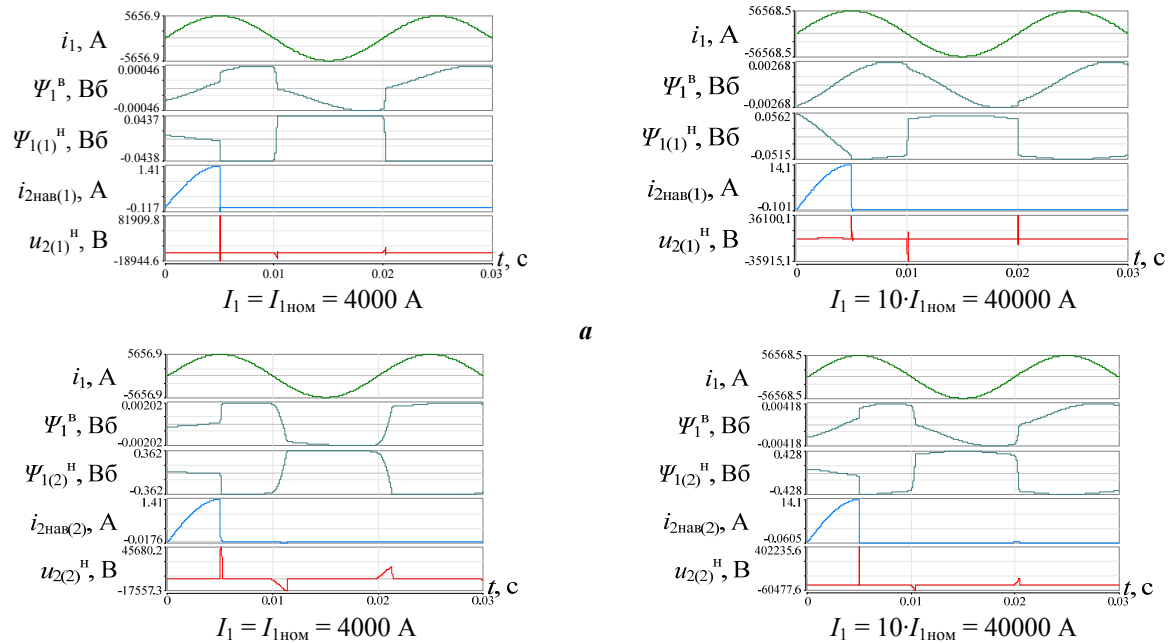 5656.9
i₁, А
-5656.9
0.00046
Ψ₁ᴮ, Вб
-0.00046
0.0437
Ψ₁₍₁₎ᴴ, Вб
-0.0438
1.41
i₂нав(1), А
-0.117
81909.8
u₂₍₁₎ᴴ, В
-18944.6
0 0.01 0.02 0.03
t, с
I₁ = I₁ном = 4000 А
56568.5
i₁, А
-56568.5
0.00268
Ψ₁ᴮ, Вб
-0.00268
0.0562
Ψ₁₍₁₎ᴴ, Вб
-0.0515
14.1
i₂нав(1), А
-0.101
36100.1
u₂₍₁₎ᴴ, В
-35915.1
0 0.01 0.02 0.03
t, с
I₁ = 10·I₁ном = 40000 А
а
5656.9
i₁, А
-5656.9
0.00202
Ψ₁ᴮ, Вб
-0.00202
0.362
Ψ₁₍₂₎ᴴ, Вб
-0.362
1.41
i₂нав(2), А
-0.0176
45680.2
u₂₍₂₎ᴴ, В
-17557.3
0 0.01 0.02 0.03
t, с
I₁ = I₁ном = 4000 А
56568.5
i₁, А
-56568.5
0.00418
Ψ₁ᴮ, Вб
-0.00418
0.428
Ψ₁₍₂₎ᴴ, Вб
-0.428
14.1
i₂нав(2), А
-0.0605
402235.6
u₂₍₂₎ᴴ, В
-60477.6
0 0.01 0.02 0.03
t, с
I₁ = 10·I₁ном = 40000 А